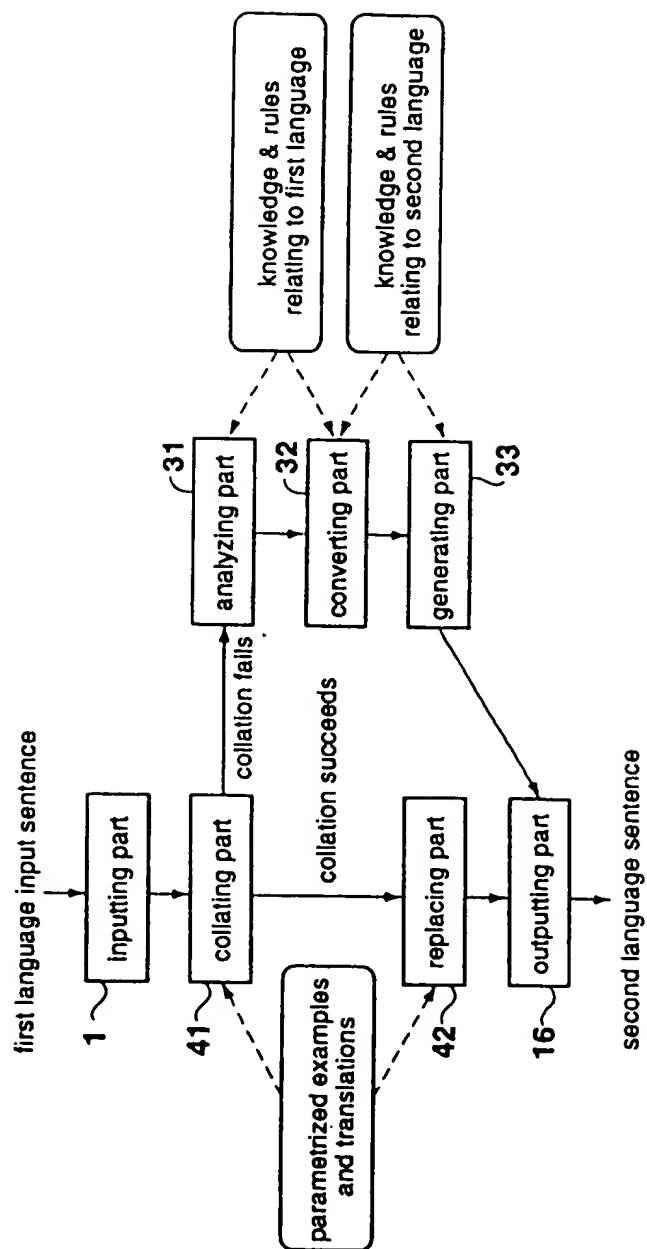 first language input sentence
1
inputting part
41
collating part
collation fails
31
analyzing part
knowledge & rules
relating to first language
32
converting part
collation succeeds
parametrized examples
and translations
knowledge & rules
relating to second language
42
replacing part
33
generating part
16
outputting part
second language sentence